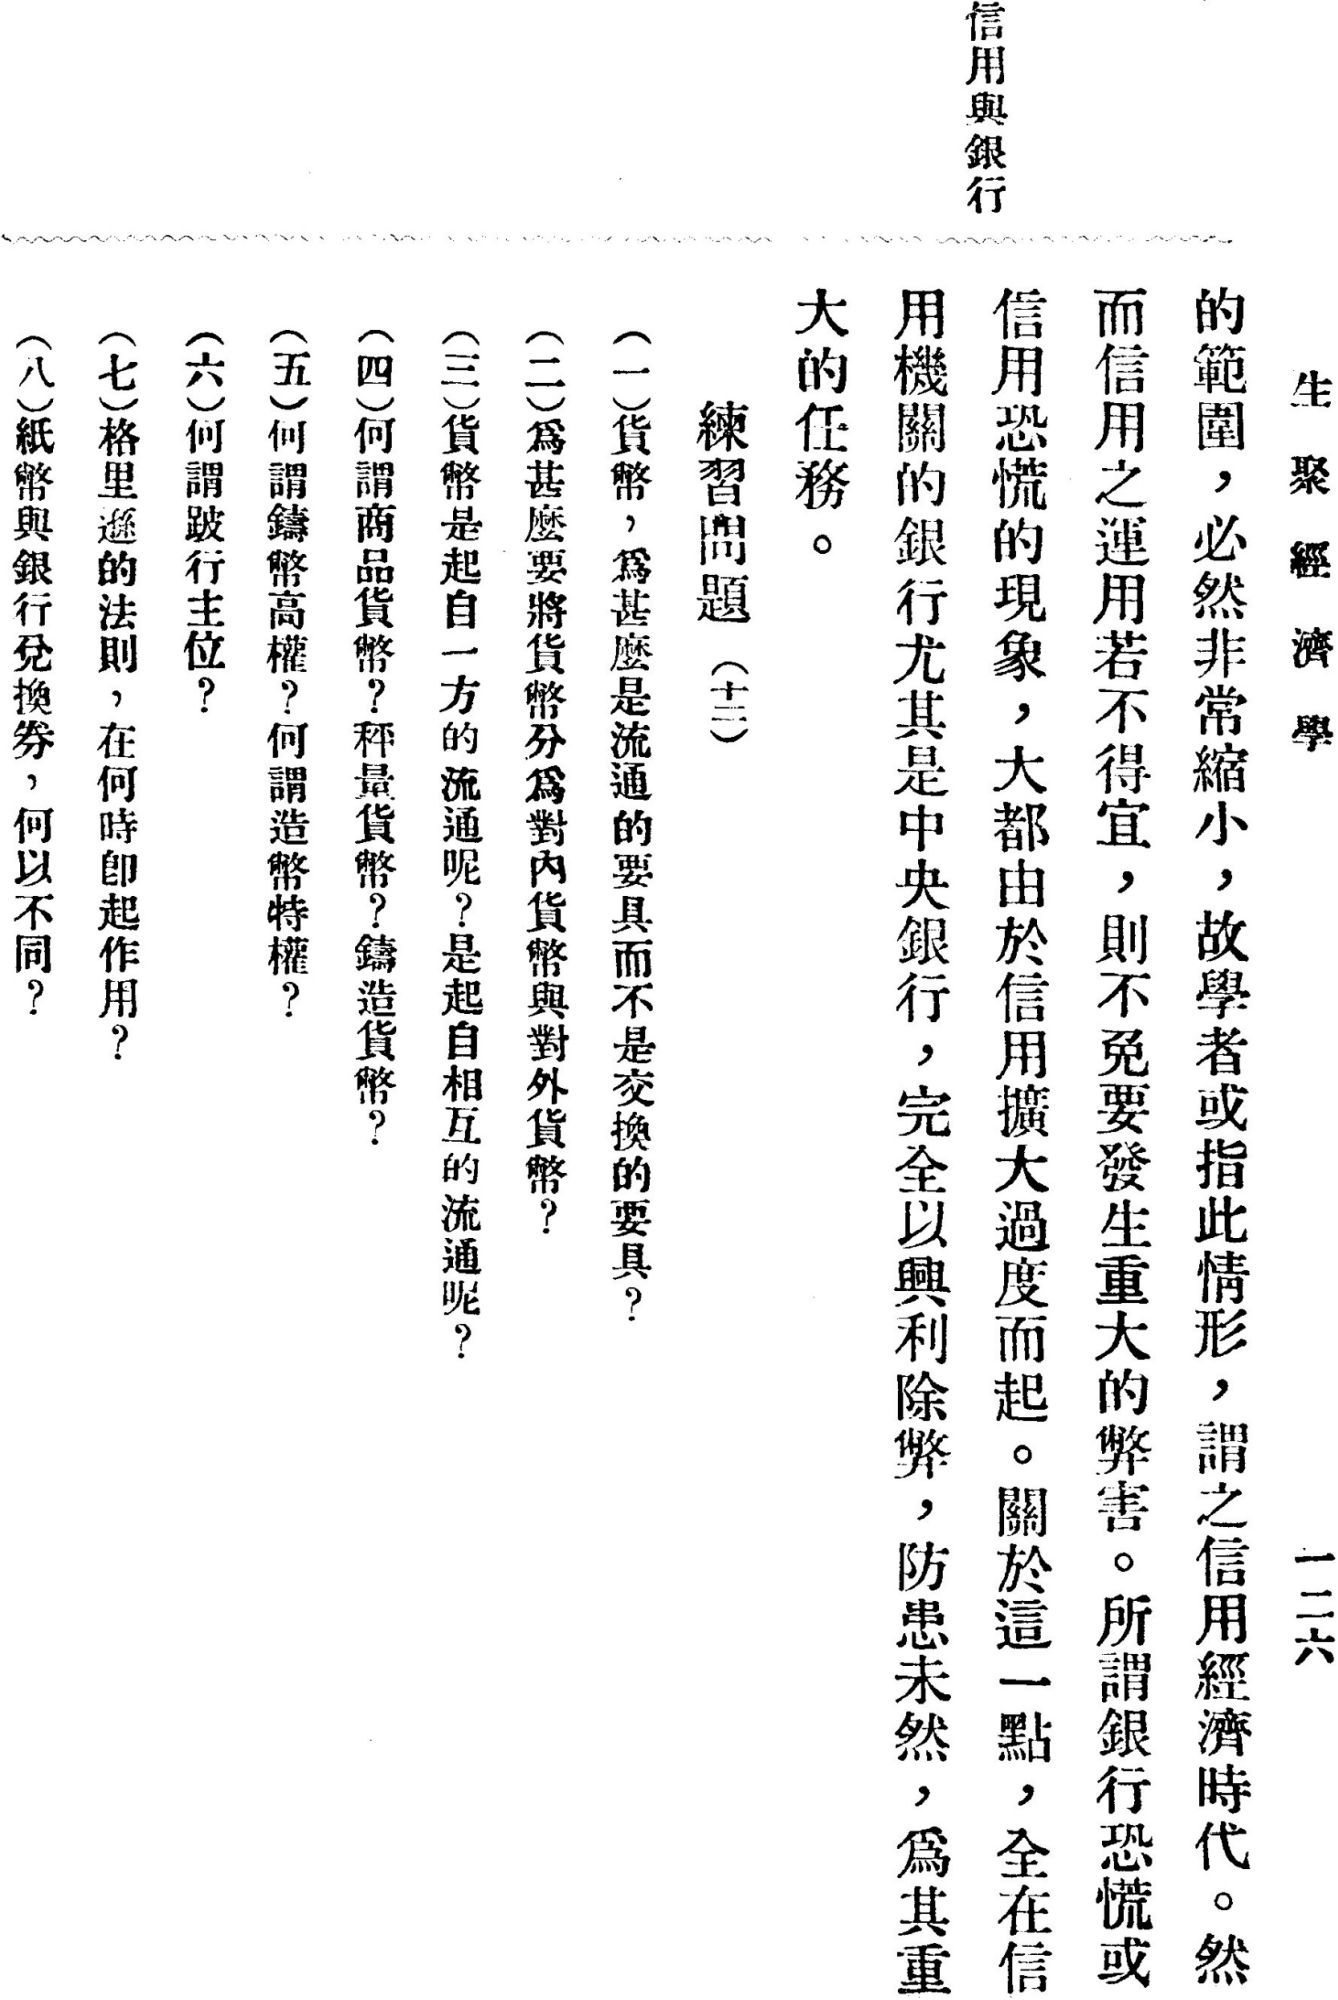 生聚經濟學 一二六
信用與銀行
的範圍，必然非常縮小，故學者或指此情形，謂之信用經濟時代。然
而信用之運用若不得宜，則不免要發生重大的弊害。所謂銀行恐慌或
信用恐慌的現象，大都由於信用擴大過度而起。關於這一點，全在信
用機關的銀行尤其是中央銀行，完全以興利除弊，防患未然，爲其重
大的任務。
練習問題（十二）
（一）貨幣，爲甚麼是流通的要具而不是交換的要具？
（二）爲甚麼要將貨幣分爲對內貨幣與對外貨幣？
（三）貨幣是起自一方的流通呢？是起自相互的流通呢？
（四）何謂商品貨幣？秤量貨幣？鑄造貨幣？
（五）何謂鑄幣高權？何謂造幣特權？
（六）何謂跛行主位？
（七）格里遜的法則，在何時卽起作用？
（八）紙幣與銀行兌換券，何以不同？